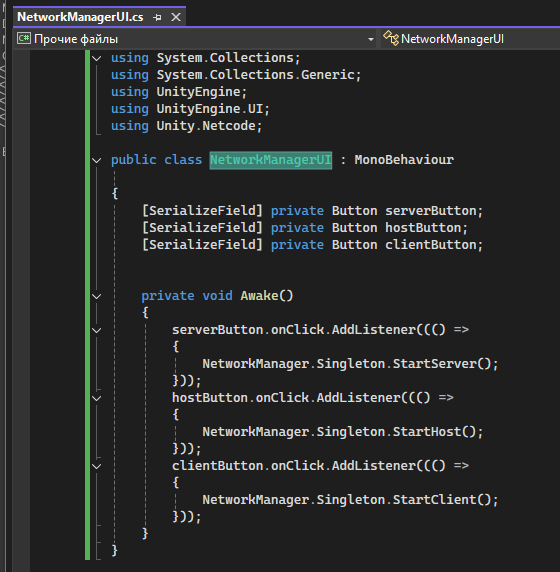 NetworkManagerUI.cs
Прочие файлы
NetworkManagerUI
using System.Collections;
using System.Collections.Generic;
using UnityEngine;
using UnityEngine.UI;
using Unity.Netcode;
public class NetworkManagerUI : MonoBehaviour
{
[SerializeField] private Button serverButton;
[SerializeField] private Button hostButton;
[SerializeField] private Button clientButton;
private void Awake()
{
serverButton.onClick.AddListener((() =>
{
NetworkManager.Singleton.StartServer();
}));
hostButton.onClick.AddListener((() =>
{
NetworkManager.Singleton.StartHost();
}));
clientButton.onClick.AddListener((() =>
{
NetworkManager.Singleton.StartClient();
}));
}
}